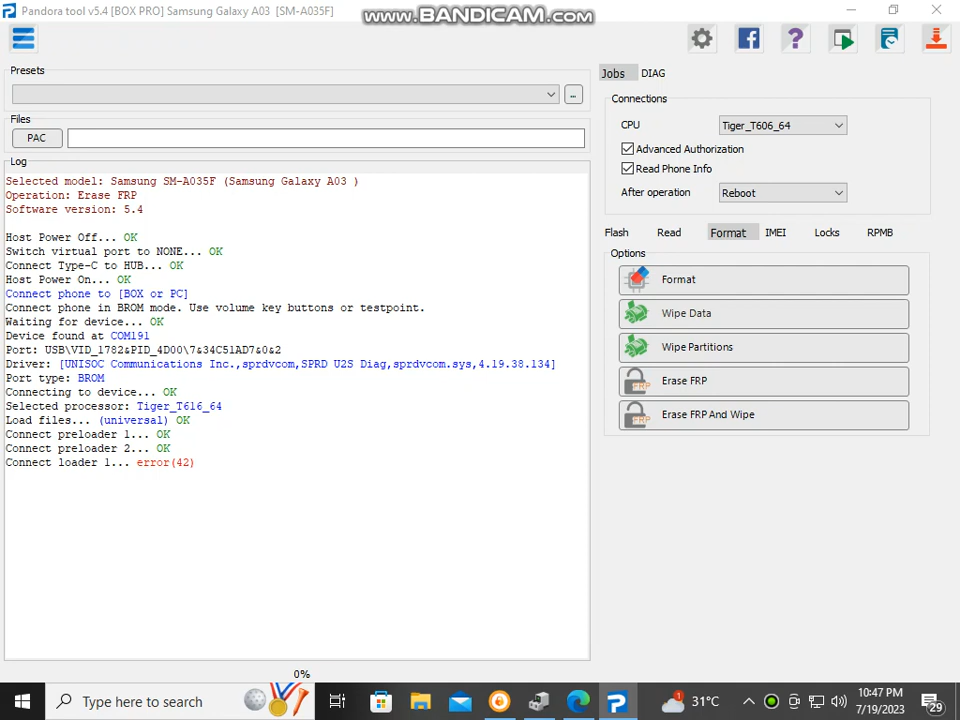 Pandora tool v5.4 [BOX PRO] Samsung Galaxy A03 [SM-A035F]
www.BANDICAM.com
Presets
...
Files
PAC
Log
Selected model: Samsung SM-A035F (Samsung Galaxy A03 )
Operation: Erase FRP
Software version: 5.4
Host Power Off... OK
Switch virtual port to NONE... OK
Connect Type-C to HUB... OK
Host Power On... OK
Connect phone to [BOX or PC]
Connect phone in BROM mode. Use volume key buttons or testpoint.
Waiting for device... OK
Device found at COM191
Port: USB\VID_1782&PID_4D00\7&34C51AD7&0&2
Driver: [UNISOC Communications Inc.,sprdvcom,SPRD U2S Diag,sprdvcom.sys,4.19.38.134]
Port type: BROM
Connecting to device... OK
Selected processor: Tiger_T616_64
Load files... (universal) OK
Connect preloader 1... OK
Connect preloader 2... OK
Connect loader 1... error(42)
0%
Jobs DIAG
Connections
CPU Tiger_T606_64
Advanced Authorization
Read Phone Info
After operation Reboot
Flash Read Format IMEI Locks RPMB
Options
Format
Wipe Data
Wipe Partitions
FRP Erase FRP
FRP Erase FRP And Wipe
Type here to search
1
31°C
10:47 PM
7/19/2023
29